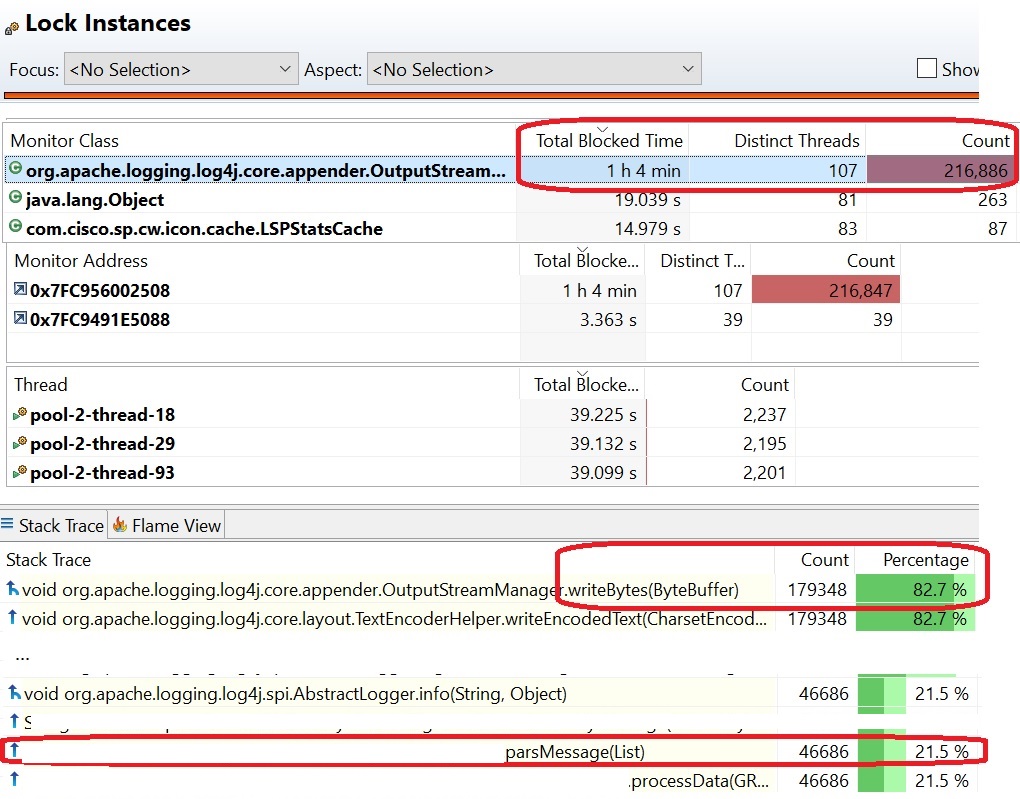 Lock Instances
Focus: <No Selection> Aspect: <No Selection> Show
Monitor Class Total Blocked Time Distinct Threads Count
org.apache.logging.log4j.core.appender.OutputStream... 1 h 4 min 107 216,886
java.lang.Object 19.039 s 81 263
com.cisco.sp.cw.icon.cache.LSPStatsCache 14.979 s 83 87
Monitor Address Total Blocke... Distinct T... Count
0x7FC956002508 1 h 4 min 107 216,847
0x7FC9491E5088 3.363 s 39 39
Thread Total Blocke... Count
pool-2-thread-18 39.225 s 2,237
pool-2-thread-29 39.132 s 2,195
pool-2-thread-93 39.099 s 2,201
Stack Trace Flame View
Stack Trace Count Percentage
void org.apache.logging.log4j.core.appender.OutputStreamManager.writeBytes(ByteBuffer) 179348 82.7 %
void org.apache.logging.log4j.core.layout.TextEncoderHelper.writeEncodedText(CharsetEncod... 179348 82.7 %
...
void org.apache.logging.log4j.spi.AbstractLogger.info(String, Object) 46686 21.5 %
parsMessage(List) 46686 21.5 %
.processData(GR... 46686 21.5 %